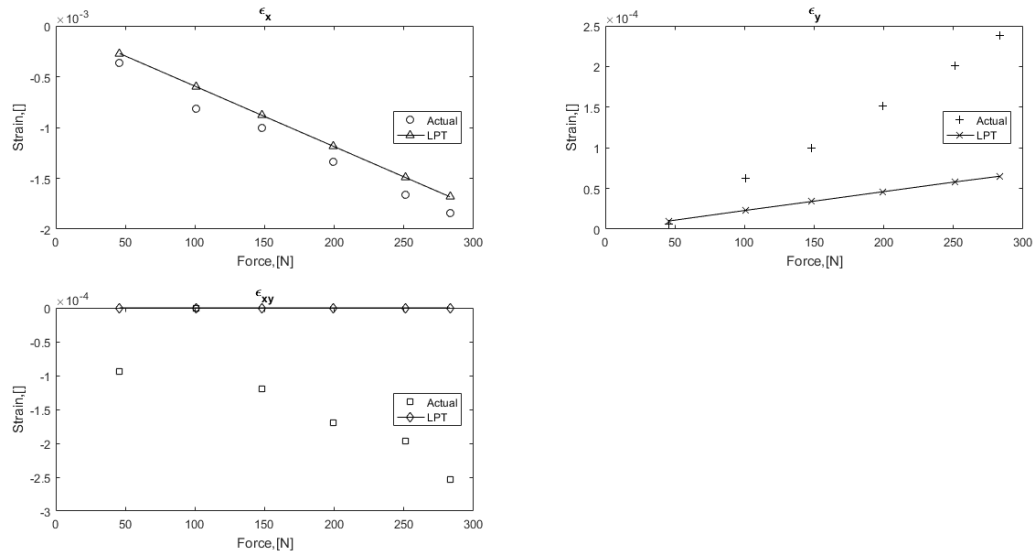 ×10⁻³
ϵx
0
-0.5
-1
-1.5
-2
Strain,[]
0 50 100 150 200 250 300
Force,[N]
Actual
LPT
×10⁻⁴
ϵy
2.5
2
1.5
1
0.5
0
Strain,[]
0 50 100 150 200 250 300
Force,[N]
Actual
LPT
×10⁻⁴
ϵxy
0
-0.5
-1
-1.5
-2
-2.5
-3
Strain,[]
0 50 100 150 200 250 300
Force,[N]
Actual
LPT